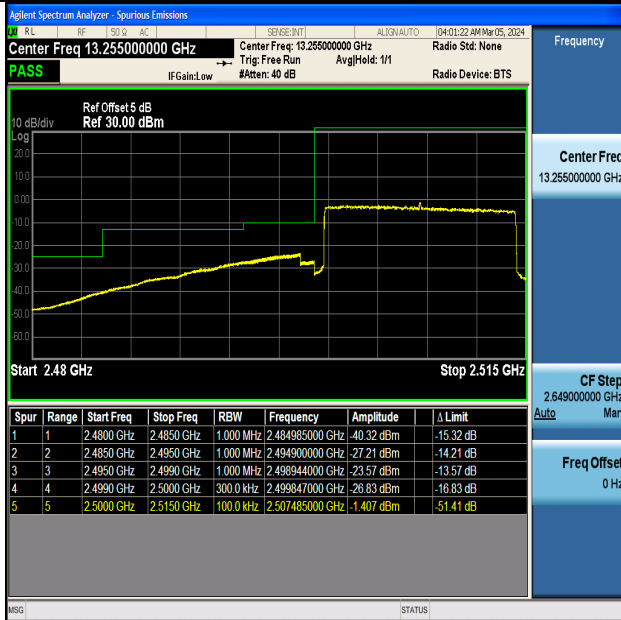 Agilent Spectrum Analyzer - Spurious Emissions
RL RF 50 Ω AC SENSE:INT ALIGN AUTO 04:01:22 AM Mar 05, 2024
Center Freq 13.255000000 GHz Center Freq: 13.255000000 GHz Radio Std: None
Trig: Free Run Avg|Hold: 1/1
PASS IFGain:Low #Atten: 40 dB Radio Device: BTS
Frequency
Ref Offset 5 dB
10 dB/div Ref 30.00 dBm
Log
20.0
10.0
0.00
-10.0
-20.0
-30.0
-40.0
-50.0
-60.0
Start 2.48 GHz Stop 2.515 GHz
Center Freq
13.255000000 GHz
CF Step
2.649000000 GHz
Auto Man
Freq Offset
0 Hz
Spur Range Start Freq Stop Freq RBW Frequency Amplitude Δ Limit
1 1 2.4800 GHz 2.4850 GHz 1.000 MHz 2.484985000 GHz -40.32 dBm -15.32 dB
2 2 2.4850 GHz 2.4950 GHz 1.000 MHz 2.494900000 GHz -27.21 dBm -14.21 dB
3 3 2.4950 GHz 2.4990 GHz 1.000 MHz 2.498944000 GHz -23.57 dBm -13.57 dB
4 4 2.4990 GHz 2.5000 GHz 300.0 kHz 2.499847000 GHz -26.83 dBm -16.83 dB
5 5 2.5000 GHz 2.5150 GHz 100.0 kHz 2.507485000 GHz -1.407 dBm -51.41 dB
MSG STATUS